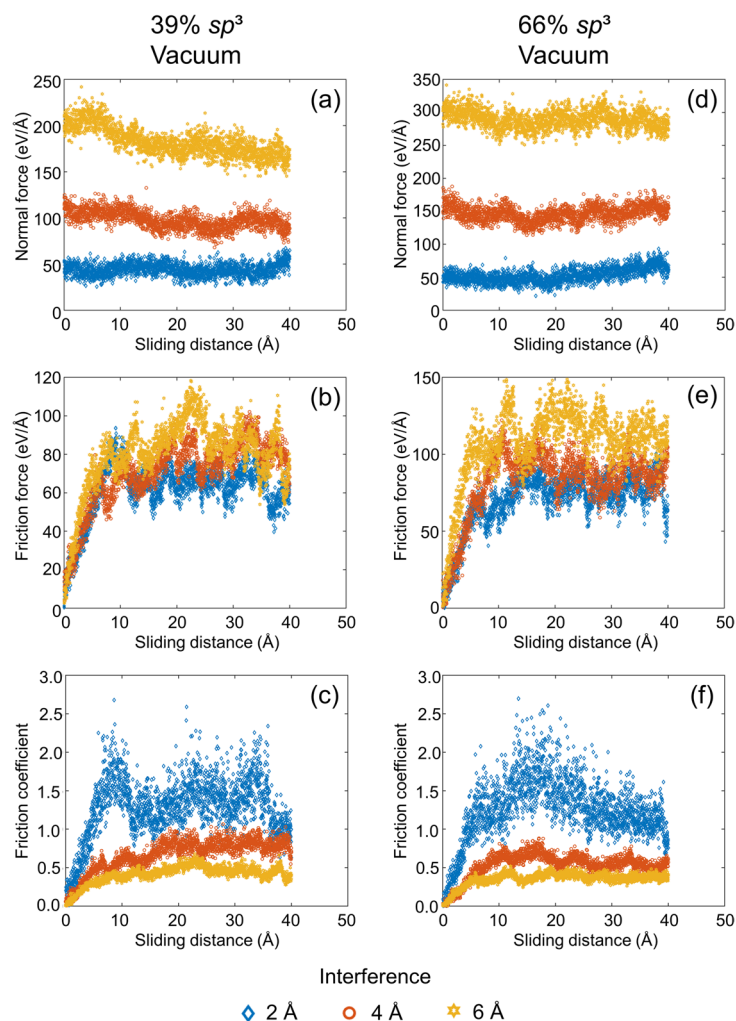 39% sp³
Vacuum
66% sp³
Vacuum
(a)
250
200
150
100
50
0
Normal force (eV/Å)
0 10 20 30 40 50
Sliding distance (Å)
(d)
350
300
250
200
150
100
50
0
Normal force (eV/Å)
0 10 20 30 40 50
Sliding distance (Å)
(b)
120
100
80
60
40
20
0
Friction force (eV/Å)
0 10 20 30 40 50
Sliding distance (Å)
(e)
150
100
50
0
Friction force (eV/Å)
0 10 20 30 40 50
Sliding distance (Å)
(c)
3.0
2.5
2.0
1.5
1.0
0.5
0.0
Friction coefficient
0 10 20 30 40 50
Sliding distance (Å)
(f)
3.0
2.5
2.0
1.5
1.0
0.5
0.0
Friction coefficient
0 10 20 30 40 50
Sliding distance (Å)
Interference
2 Å 4 Å 6 Å